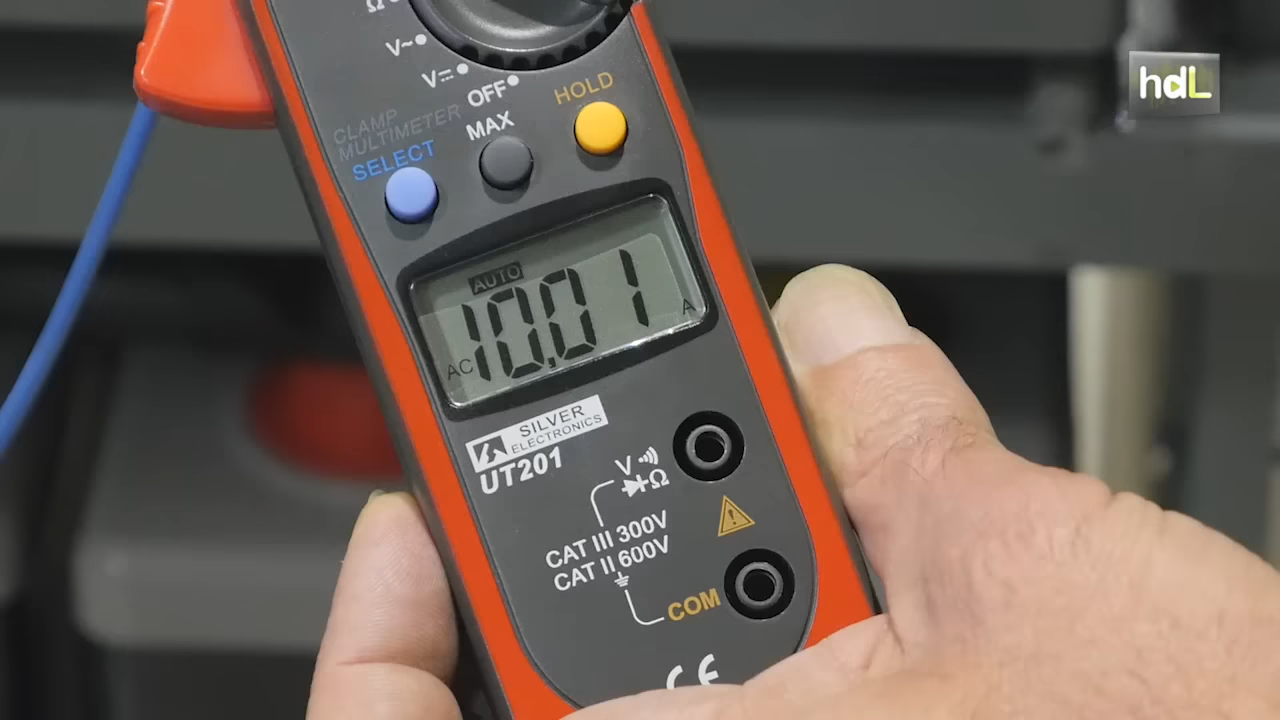 Ω
V~
V⎓
OFF
HOLD
hdL
CLAMP
MULTIMETER
MAX
SELECT
AUTO
AC 10.01 A
SILVER
ELECTRONICS
UT201
V
Ω
CAT III 300V
CAT II 600V
COM
CE